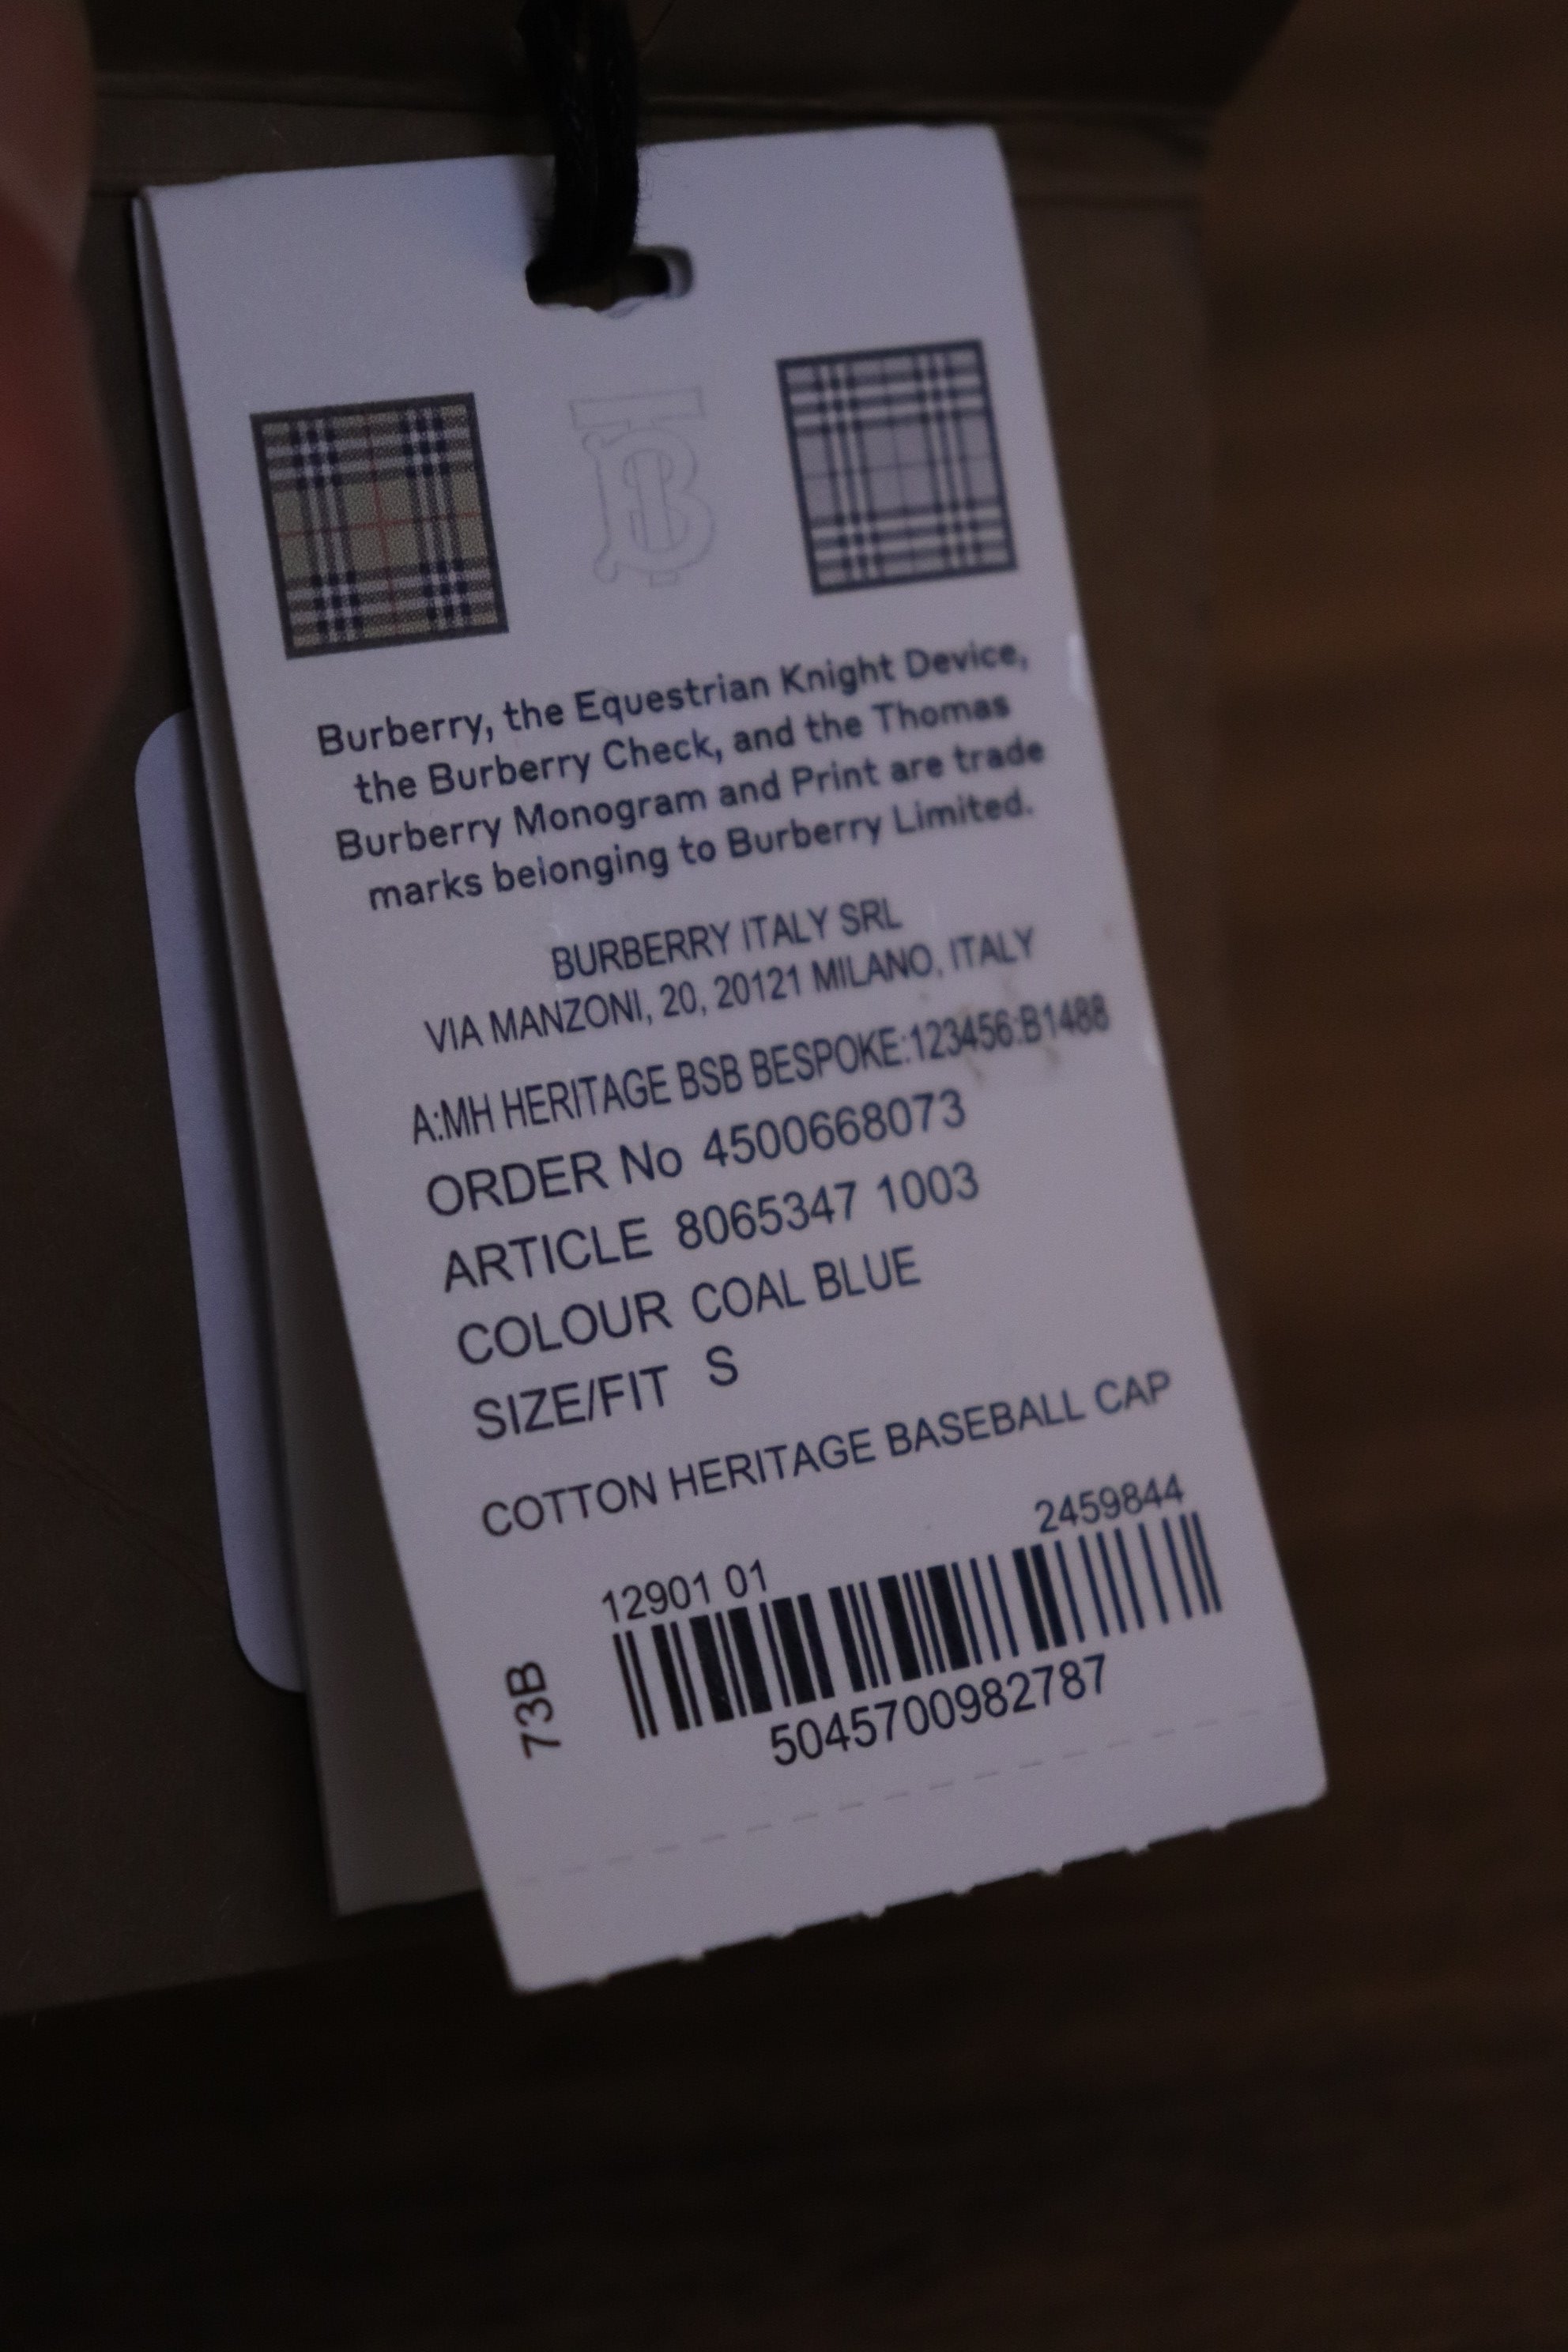 Burberry, the Equestrian Knight Device,
the Burberry Check, and the Thomas
Burberry Monogram and Print are trade
marks belonging to Burberry Limited.
BURBERRY ITALY SRL
VIA MANZONI, 20, 20121 MILANO, ITALY
A:MH HERITAGE BSB BESPOKE:123456:B1488
ORDER No 4500668073
ARTICLE 8065347 1003
COLOUR COAL BLUE
SIZE/FIT S
COTTON HERITAGE BASEBALL CAP
2459844
12901 01
73B
5045700982787